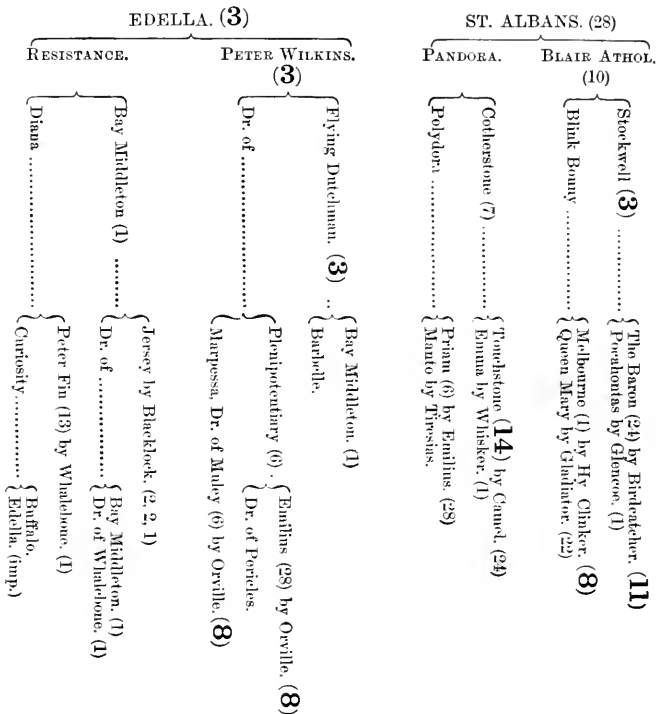 EDELLA. (3)
ST. ALBANS. (28)
RESISTANCE.
PETER WILKINS. (3)
PANDORA.
BLAIR ATHOL. (10)
Stockwell (3) ..........
The Baron (24) by Birdcatcher. (11)
Pocahontas by Glencoe. (1)
Blink Bonny ..............
Melbourne (1) by Hy. Clinker. (8)
Queen Mary by Gladiator. (22)
Cotherstone (7) ..........
Touchstone (14) by Camel. (24)
Emma by Whisker. (1)
Polydora ..................
Priam (6) by Emilius. (28)
Manto by Tiresias.
Flying Dutchman. (3) ..
Bay Middleton. (1)
Barbelle.
Dr. of ..................
Plenipotentiary (6) .
Emilius (28) by Orville. (8)
Dr. of Pericles.
Marpessa, Dr. of Muley (6) by Orville. (8)
Bay Middleton (1) ........
Jersey by Blacklock. (2, 2, 1)
Dr. of ............
Bay Middleton. (1)
Dr. of Whalebone. (1)
Diana ....................
Peter Fin (13) by Whalebone. (1)
Curiosity............
Buffalo.
Edella. (imp.)